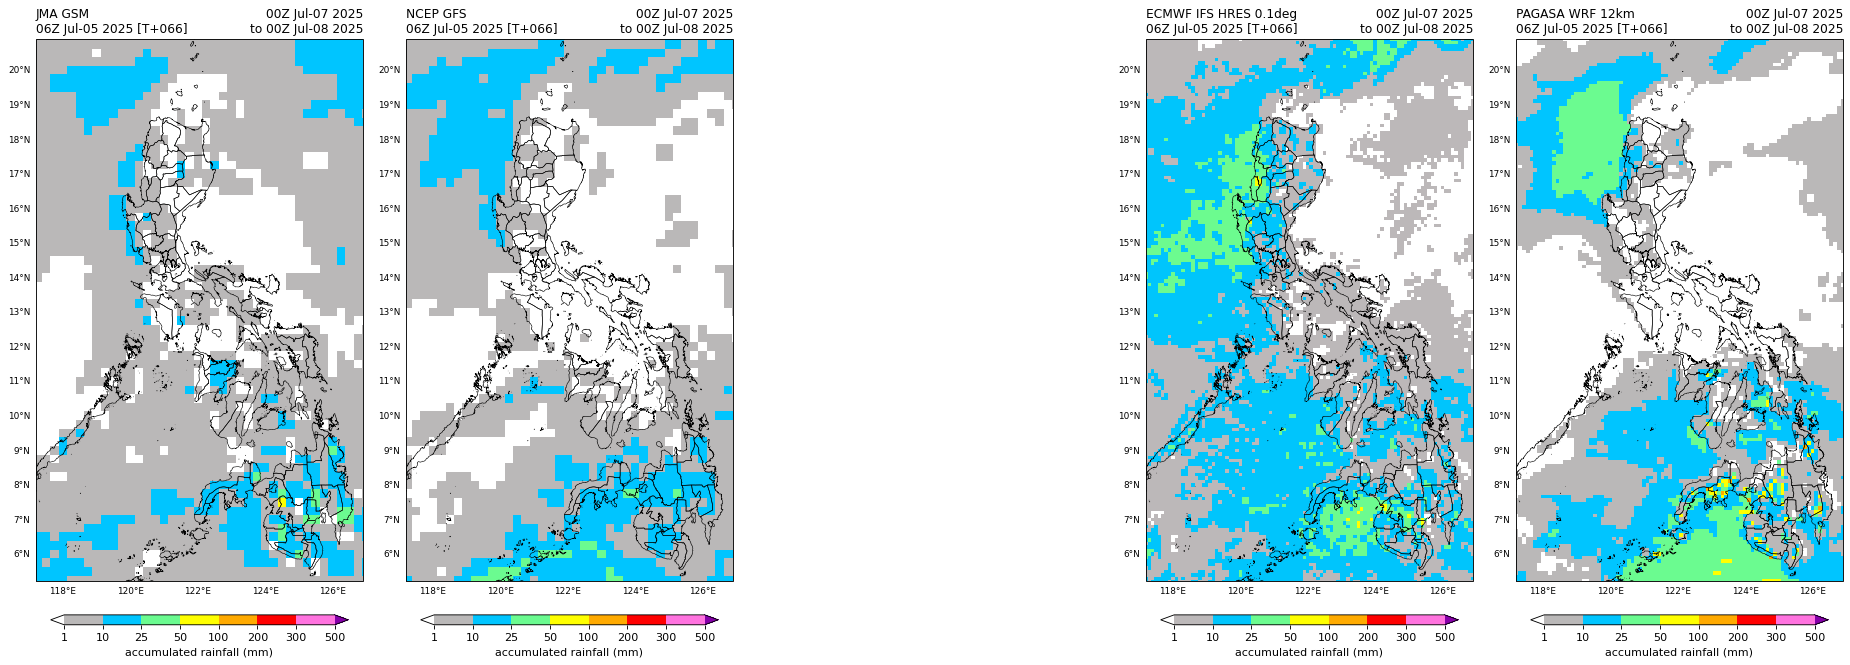 JMA GSM 00Z Jul-07 2025
06Z Jul-05 2025 [T+066] to 00Z Jul-08 2025
20°N
19°N
18°N
17°N
16°N
15°N
14°N
13°N
12°N
11°N
10°N
9°N
8°N
7°N
6°N
118°E 120°E 122°E 124°E 126°E
1 10 25 50 100 200 300 500
accumulated rainfall (mm)
NCEP GFS 00Z Jul-07 2025
06Z Jul-05 2025 [T+066] to 00Z Jul-08 2025
20°N
19°N
18°N
17°N
16°N
15°N
14°N
13°N
12°N
11°N
10°N
9°N
8°N
7°N
6°N
118°E 120°E 122°E 124°E 126°E
1 10 25 50 100 200 300 500
accumulated rainfall (mm)
ECMWF IFS HRES 0.1deg 00Z Jul-07 2025
06Z Jul-05 2025 [T+066] to 00Z Jul-08 2025
20°N
19°N
18°N
17°N
16°N
15°N
14°N
13°N
12°N
11°N
10°N
9°N
8°N
7°N
6°N
118°E 120°E 122°E 124°E 126°E
1 10 25 50 100 200 300 500
accumulated rainfall (mm)
PAGASA WRF 12km 00Z Jul-07 2025
06Z Jul-05 2025 [T+066] to 00Z Jul-08 2025
20°N
19°N
18°N
17°N
16°N
15°N
14°N
13°N
12°N
11°N
10°N
9°N
8°N
7°N
6°N
118°E 120°E 122°E 124°E 126°E
1 10 25 50 100 200 300 500
accumulated rainfall (mm)